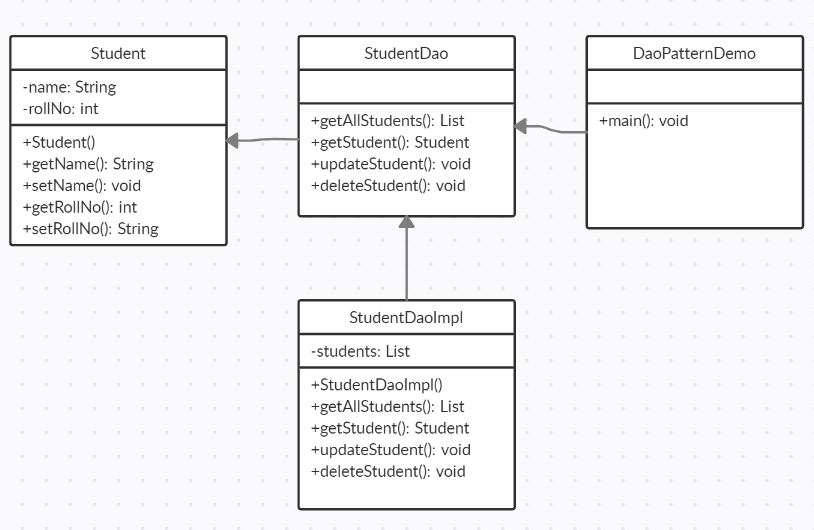 Student
-name: String
-rollNo: int
+Student()
+getName(): String
+setName(): void
+getRollNo(): int
+setRollNo(): String
StudentDao
+getAllStudents(): List
+getStudent(): Student
+updateStudent(): void
+deleteStudent(): void
DaoPatternDemo
+main(): void
StudentDaoImpl
-students: List
+StudentDaoImpl()
+getAllStudents(): List
+getStudent(): Student
+updateStudent(): void
+deleteStudent(): void